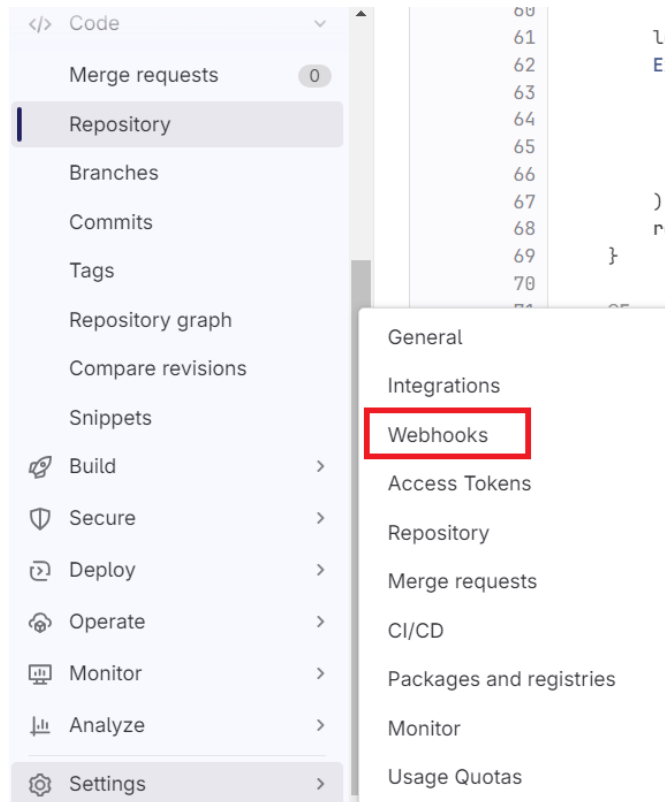 Code
Merge requests 0
Repository
Branches
Commits
Tags
Repository graph
Compare revisions
Snippets
Build
Secure
Deploy
Operate
Monitor
Analyze
Settings
60
61
62 E
63
64
65
66
67 )
68
69 }
70
General
Integrations
Webhooks
Access Tokens
Repository
Merge requests
CI/CD
Packages and registries
Monitor
Usage Quotas